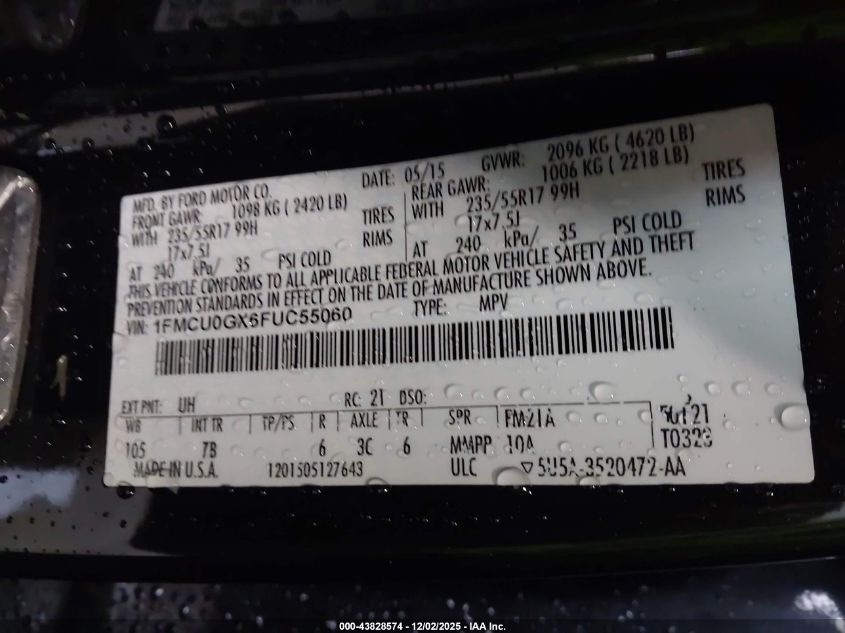 MFD. BY FORD MOTOR CO. DATE: 05/15 GVWR: 2096 KG ( 4620 LB)
FRONT GAWR: 1098 KG ( 2420 LB) REAR GAWR: 1006 KG ( 2218 LB)
WITH 235/55R17 99H TIRES WITH 235/55R17 99H TIRES
17x7.5J RIMS 17x7.5J RIMS
AT 240 kPa/ 35 PSI COLD AT 240 kPa/ 35 PSI COLD
THIS VEHICLE CONFORMS TO ALL APPLICABLE FEDERAL MOTOR VEHICLE SAFETY AND THEFT
PREVENTION STANDARDS IN EFFECT ON THE DATE OF MANUFACTURE SHOWN ABOVE.
VIN: 1FMCU0GX6FUC55060 TYPE: MPV
EXT PNT: UH RC: 21 DSO:
WB INT TR TP/PS R AXLE TR SPR FM21A
105 7B 6 3C 6 MMPP 10A T0323
MADE IN U.S.A. 1201505127643 ULC ▽5U5A-3520472-AA
000-43828574 - 12/02/2025 - IAA Inc.